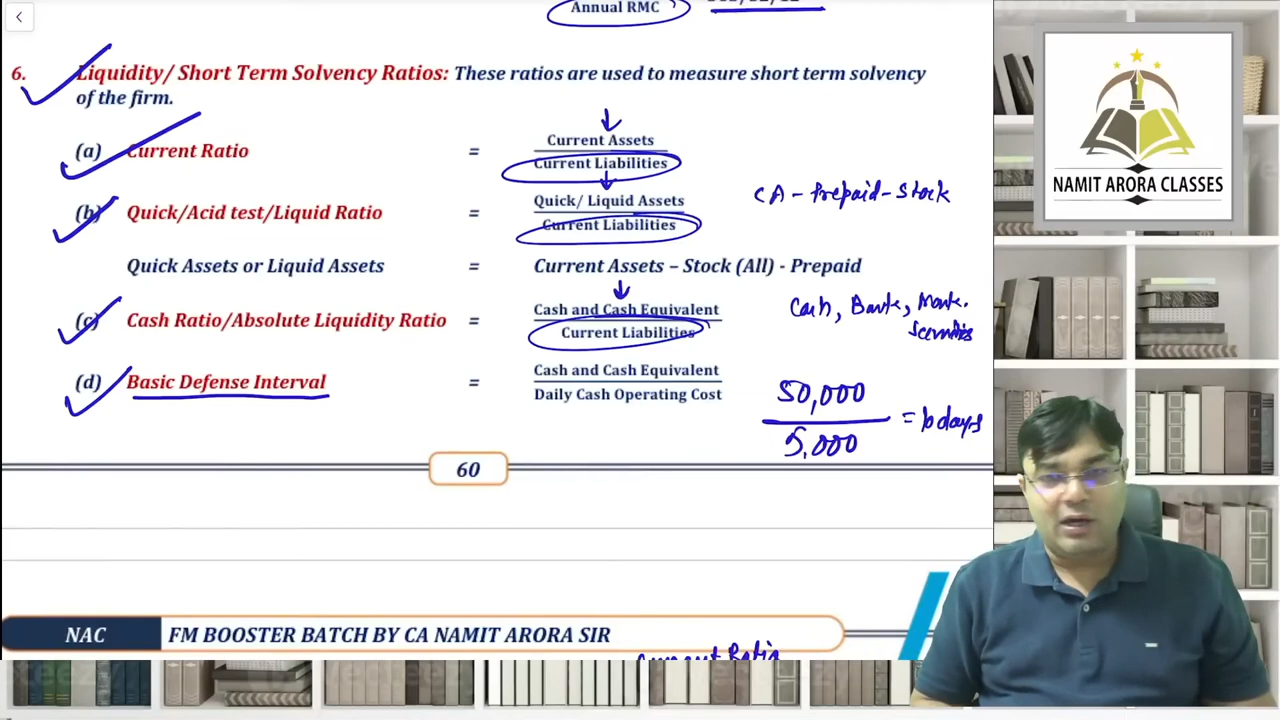 Annual RMC
6. Liquidity/ Short Term Solvency Ratios: These ratios are used to measure short term solvency
of the firm.
(a) Current Ratio = Current Assets
Current Liabilities
(b) Quick/Acid test/Liquid Ratio = Quick/ Liquid Assets
Current Liabilities
CA - Prepaid - Stock
Quick Assets or Liquid Assets = Current Assets – Stock (All) - Prepaid
(c) Cash Ratio/Absolute Liquidity Ratio = Cash and Cash Equivalent
Current Liabilities
Cash, Bank, Mark.
Securities
(d) Basic Defense Interval = Cash and Cash Equivalent
Daily Cash Operating Cost
50,000
5,000
= 10 days
60
NAC FM BOOSTER BATCH BY CA NAMIT ARORA SIR
Current Ratio
NAMIT ARORA CLASSES